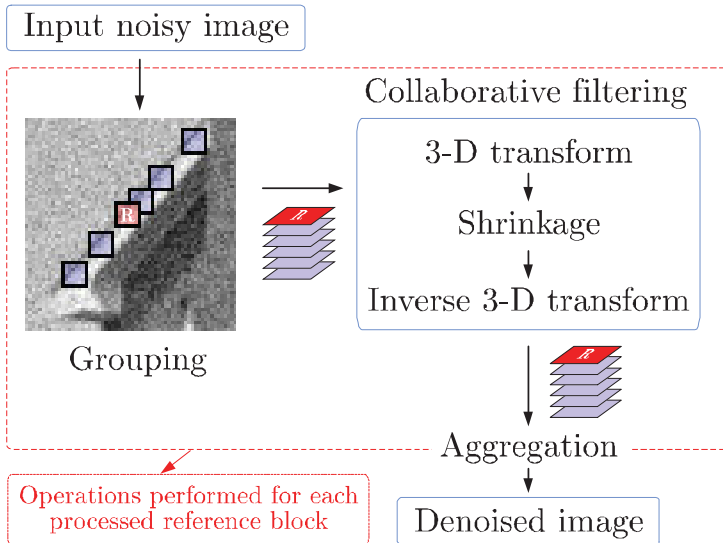 Input noisy image
Collaborative filtering
R
R
3-D transform
Shrinkage
Inverse 3-D transform
Grouping
R
Aggregation
Operations performed for each
processed reference block
Denoised image